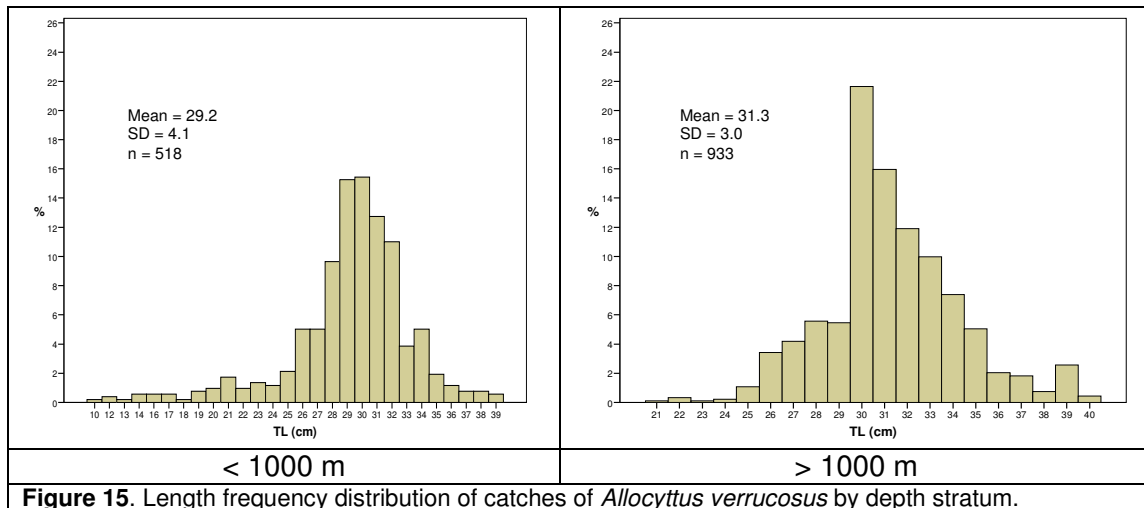 26
24
22
20
18
16
14
12
10
8
6
4
2
0
%
Mean = 29.2
SD = 4.1
n = 518
10 12 13 14 16 17 18 19 20 21 22 23 24 25 26 27 28 29 30 31 32 33 34 35 36 37 38 39
TL (cm)
26
24
22
20
18
16
14
12
10
8
6
4
2
0
%
Mean = 31.3
SD = 3.0
n = 933
21 22 23 24 25 26 27 28 29 30 31 32 33 34 35 36 37 38 39 40
TL (cm)
< 1000 m
> 1000 m
Figure 15. Length frequency distribution of catches of Allocyttus verrucosus by depth stratum.